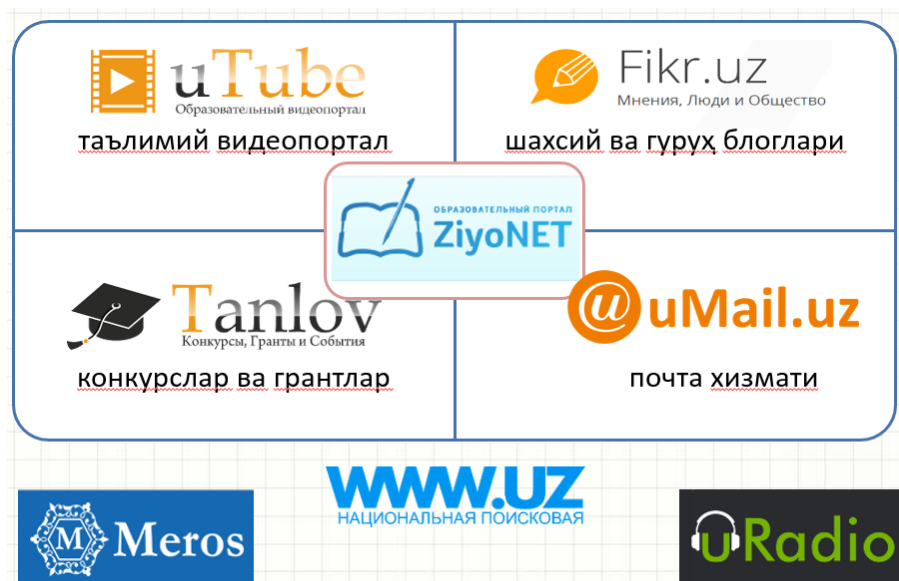 uTube
Образовательный видеопортал
таълимий видеопортал
Fikr.uz
Мнения, Люди и Общество
шахсий ва гуруҳ блоглари
ОБРАЗОВАТЕЛЬНЫЙ ПОРТАЛ
ZiyoNET
Tanlov
Конкурсы, Гранты и События
конкурслар ва грантлар
@uMail.uz
почта хизмати
WWW.UZ
НАЦИОНАЛЬНАЯ ПОИСКОВАЯ
M Meros
uRadio